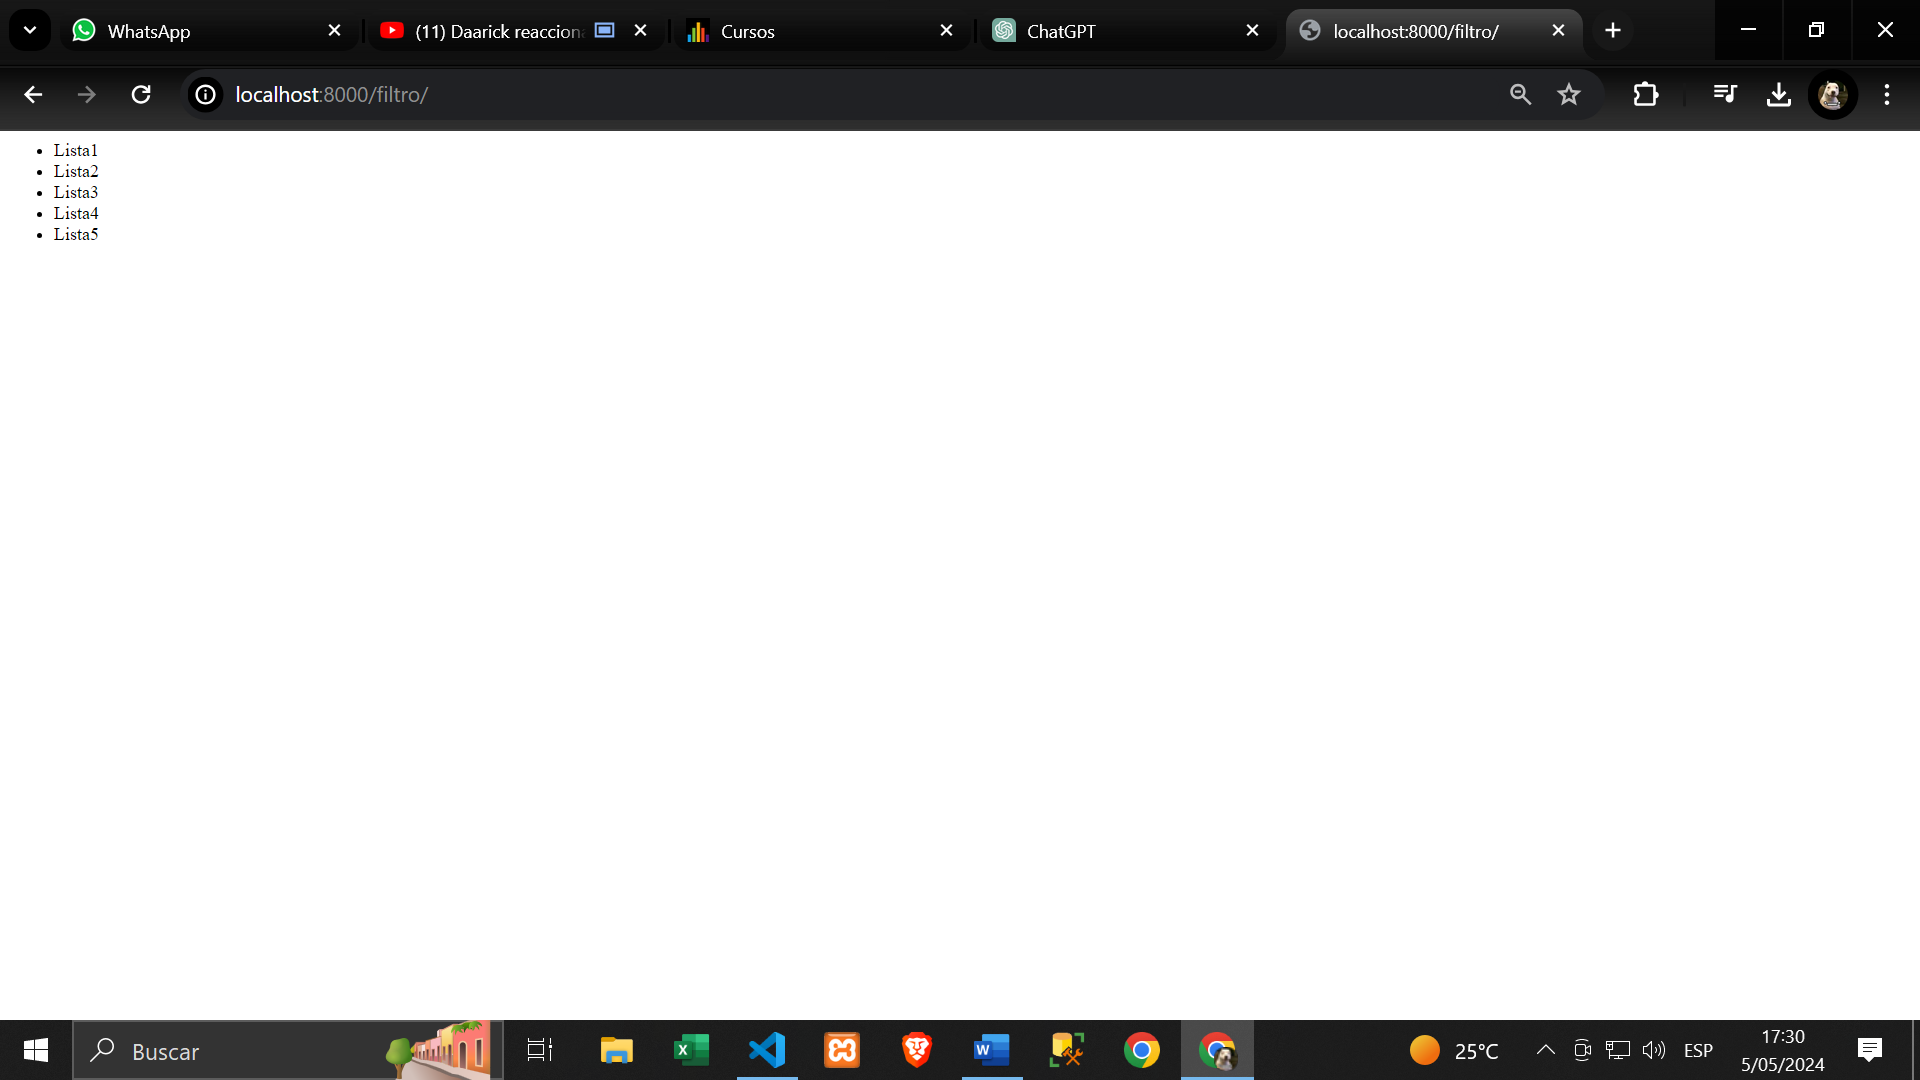 WhatsApp
(11) Daarick reacciona
Cursos
ChatGPT
localhost:8000/filtro/
localhost:8000/filtro/
Lista1
Lista2
Lista3
Lista4
Lista5
Buscar
25°C
ESP
17:30
5/05/2024